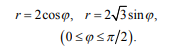 r = 2cosφ, r = 2√3 sinφ,
(0 ≤ φ ≤ π/2).